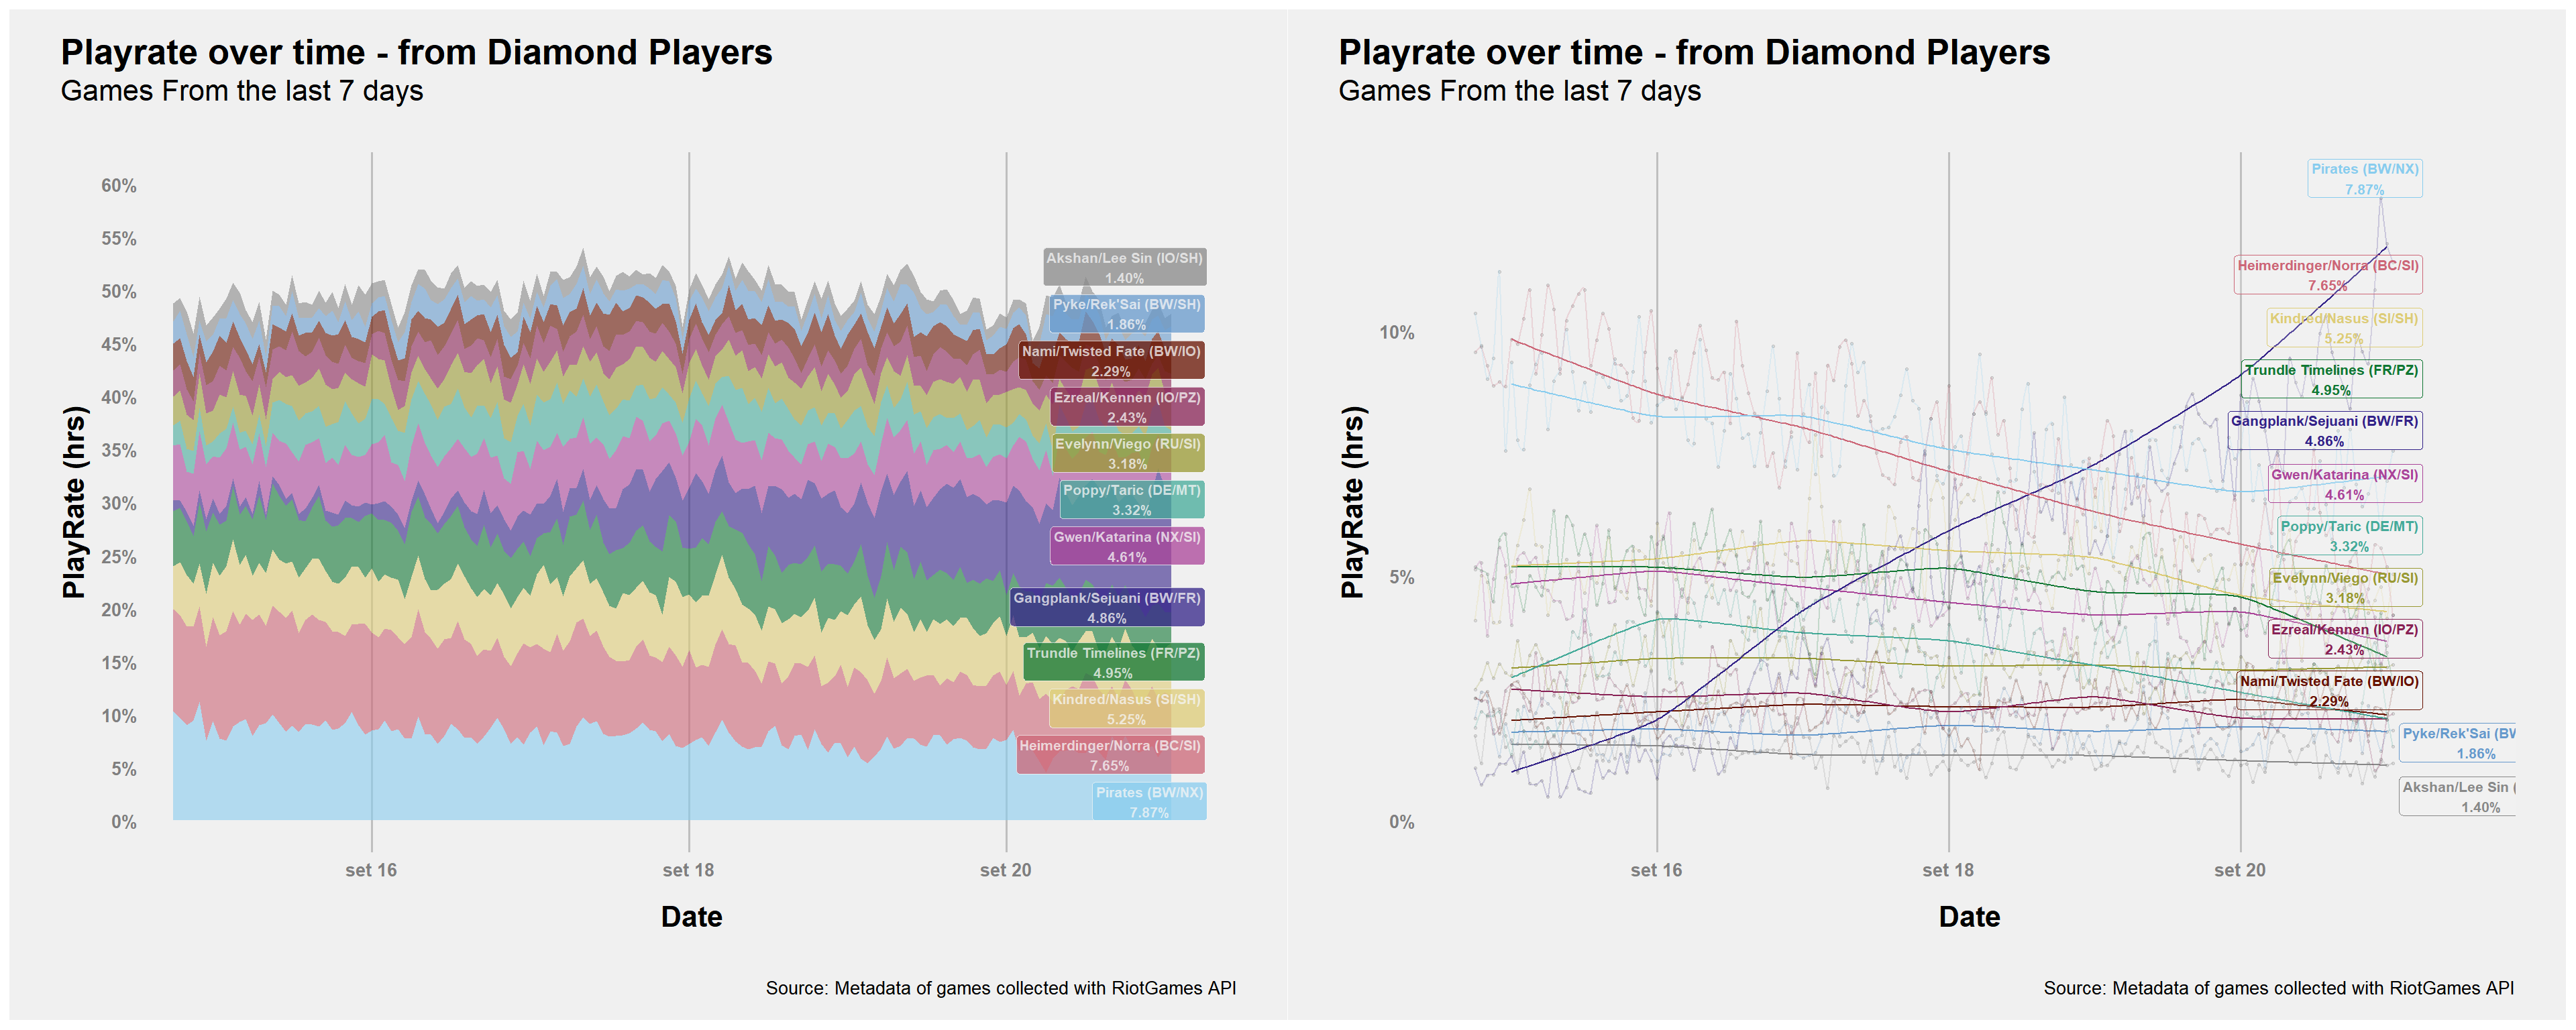 Playrate over time - from Diamond Players
Games From the last 7 days
PlayRate (hrs)
60%
55%
50%
45%
40%
35%
30%
25%
20%
15%
10%
5%
0%
Akshan/Lee Sin (IO/SH)
1.40%
Pyke/Rek'Sai (BW/SH)
1.86%
Nami/Twisted Fate (BW/IO)
2.29%
Ezreal/Kennen (IO/PZ)
2.43%
Evelynn/Viego (RU/SI)
3.18%
Poppy/Taric (DE/MT)
3.32%
Gwen/Katarina (NX/SI)
4.61%
Gangplank/Sejuani (BW/FR)
4.86%
Trundle Timelines (FR/PZ)
4.95%
Kindred/Nasus (SI/SH)
5.25%
Heimerdinger/Norra (BC/SI)
7.65%
Pirates (BW/NX)
7.87%
set 16
set 18
set 20
Date
Source: Metadata of games collected with RiotGames API
Playrate over time - from Diamond Players
Games From the last 7 days
PlayRate (hrs)
10%
5%
0%
Pirates (BW/NX)
7.87%
Heimerdinger/Norra (BC/SI)
7.65%
Kindred/Nasus (SI/SH)
5.25%
Trundle Timelines (FR/PZ)
4.95%
Gangplank/Sejuani (BW/FR)
4.86%
Gwen/Katarina (NX/SI)
4.61%
Poppy/Taric (DE/MT)
3.32%
Evelynn/Viego (RU/SI)
3.18%
Ezreal/Kennen (IO/PZ)
2.43%
Nami/Twisted Fate (BW/IO)
2.29%
Pyke/Rek'Sai (BW
1.86%
Akshan/Lee Sin (
1.40%
set 16
set 18
set 20
Date
Source: Metadata of games collected with RiotGames API